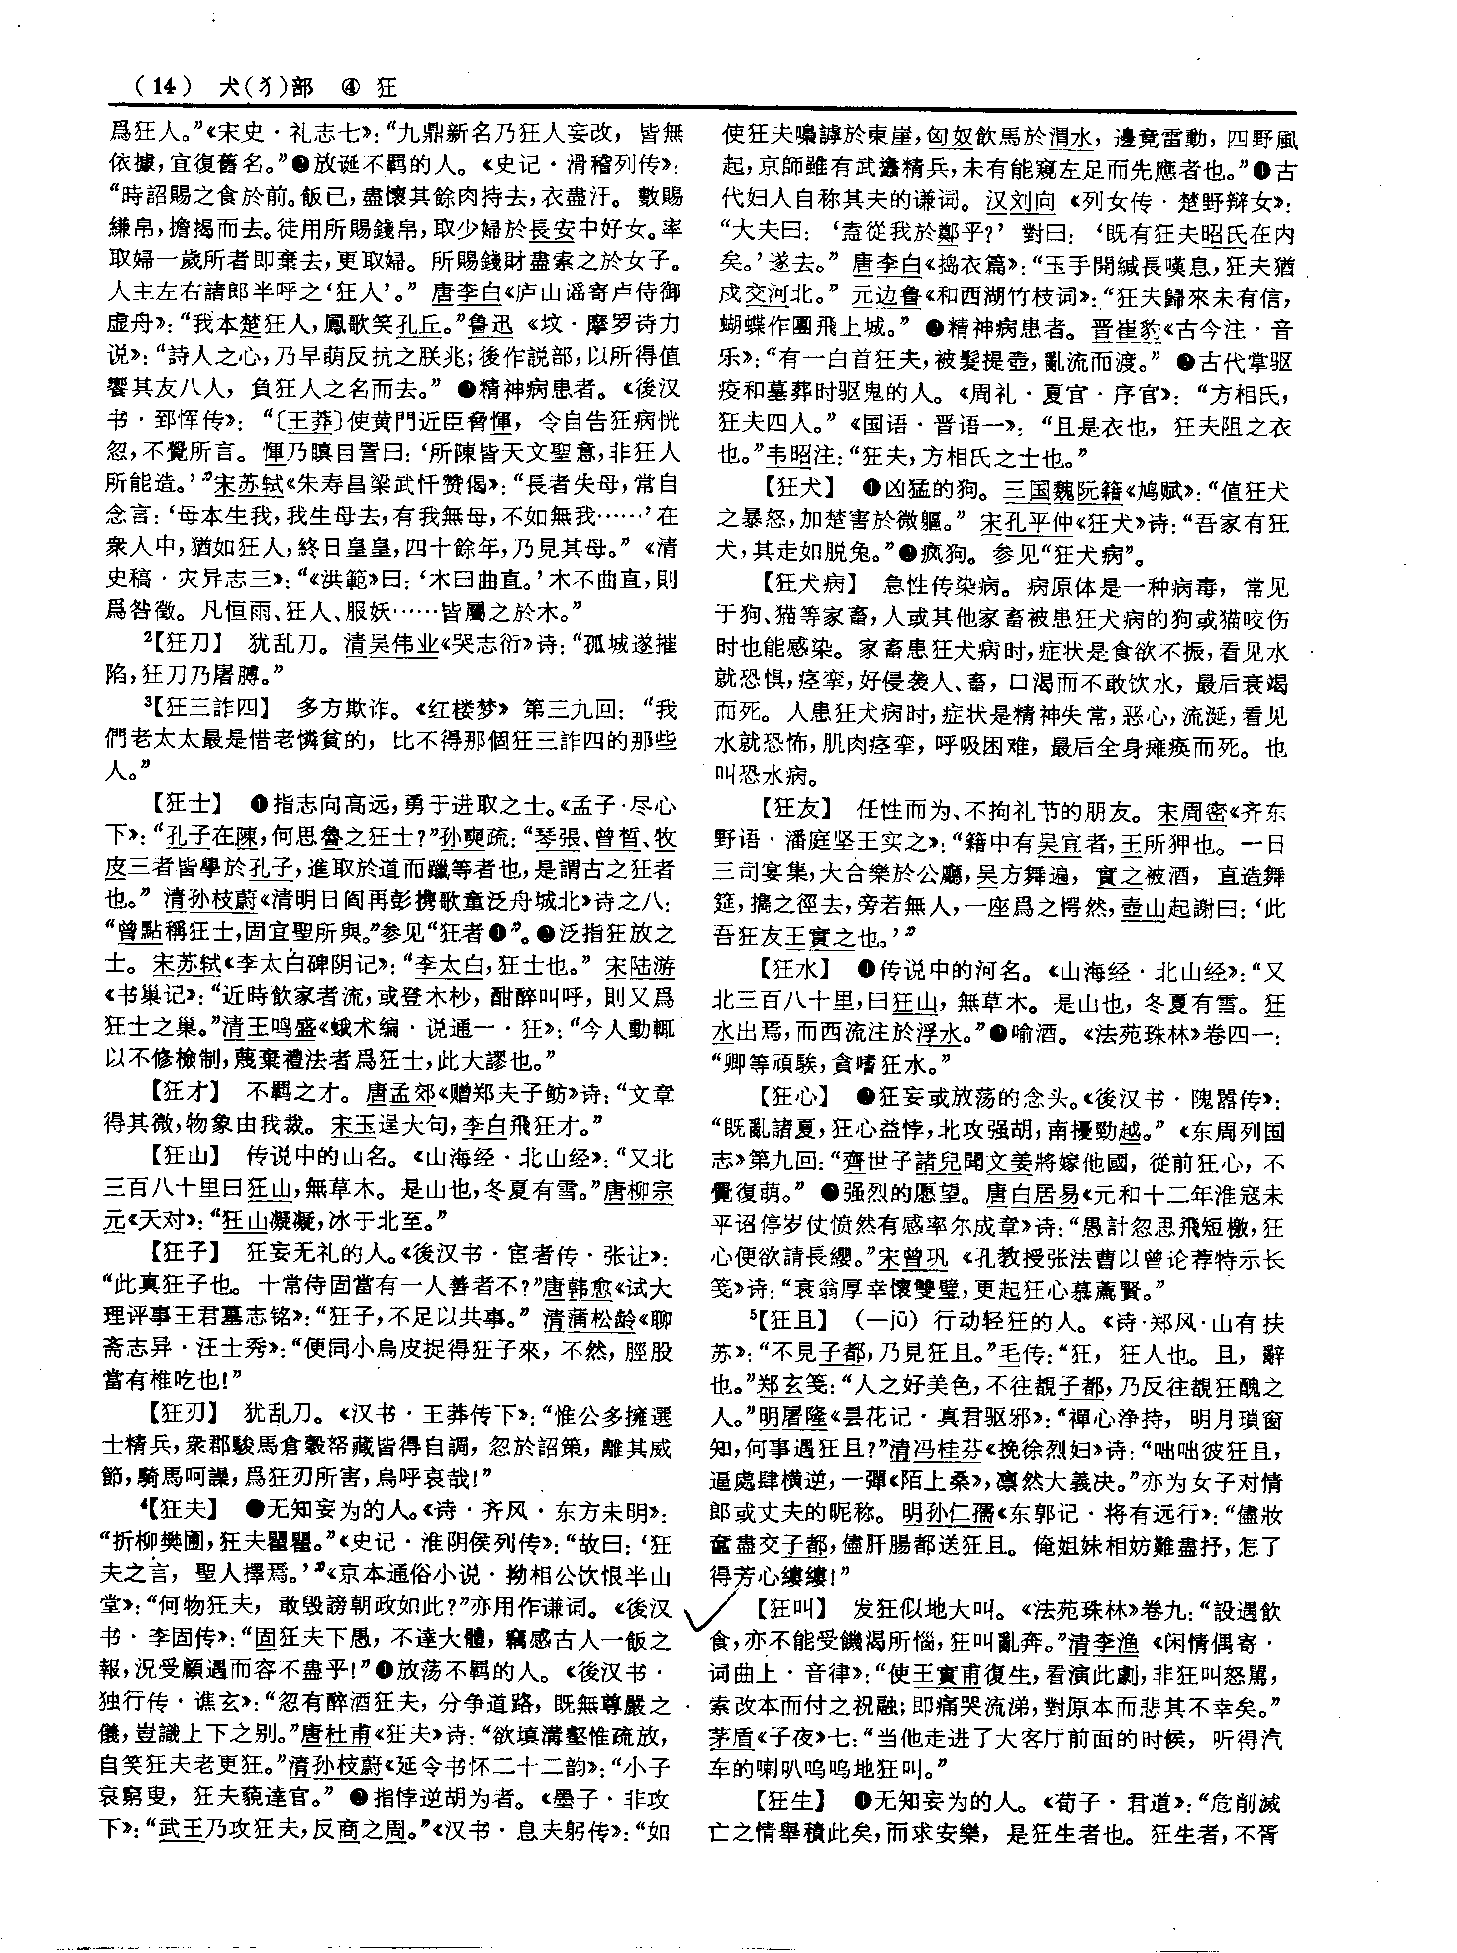 （14） 犬(犭)部 ④ 狂
爲狂人。”《宋史·礼志七》：“九鼎新名乃狂人妄改，皆無
依據，宜復舊名。”❷放诞不羁的人。《史记·滑稽列传》：
“時詔賜之食於前。飯已，盡懷其餘肉持去，衣盡汙。數賜
縑帛，擔揭而去。徒用所賜錢帛，取少婦於長安中好女。率
取婦一歲所者即棄去，更取婦。所賜錢財盡索之於女子。
人主左右諸郎半呼之‘狂人’。”唐李白《庐山谣寄卢侍御
虚舟》：“我本楚狂人，鳳歌笑孔丘。”鲁迅《坟·摩罗诗力
说》：“詩人之心，乃早萌反抗之朕兆；後作説部，以所得值
饗其友八人，負狂人之名而去。”❸精神病患者。《後汉
书·郅恽传》：“〔王莽〕使黄門近臣脅惲，令自告狂病恍
忽，不覺所言。惲乃瞋目詈曰：‘所陳皆天文聖意，非狂人
所能造。’”宋苏轼《朱寿昌梁武忏赞偈》：“長者失母，常自
念言：‘母本生我，我生母去，有我無母，不如無我……’在
衆人中，猶如狂人，終日皇皇，四十餘年，乃見其母。”《清
史稿·灾异志三》：“《洪範》曰：‘木曰曲直。’木不曲直，則
爲咎徵。凡恒雨、狂人、服妖……皆屬之於木。”
²【狂刀】 犹乱刀。清吴伟业《哭志衍》诗：“孤城遂摧
陷，狂刀乃屠膊。”
³【狂三詐四】 多方欺诈。《红楼梦》第三九回：“我
們老太太最是惜老憐貧的，比不得那個狂三詐四的那些
人。”
【狂士】 ❶指志向高远，勇于进取之士。《孟子·尽心
下》：“孔子在陳，何思魯之狂士？”孙奭疏：“琴張、曾晳、牧
皮三者皆學於孔子，進取於道而躐等者也，是謂古之狂者
也。”清孙枝蔚《清明日阎再彭携歌童泛舟城北》诗之八：
“曾點稱狂士，固宜聖所與。”参见“狂者❶”。❷泛指狂放之
士。宋苏轼《李太白碑阴记》：“李太白，狂士也。”宋陆游
《书巢记》：“近時飲家者流，或登木杪，酣醉叫呼，則又爲
狂士之巢。”清王鸣盛《蛾术编·说通一·狂》：“今人動輒
以不修檢制，蔑棄禮法者爲狂士，此大謬也。”
【狂才】 不羁之才。唐孟郊《赠郑夫子鲂》诗：“文章
得其微，物象由我裁。宋玉逞大句，李白飛狂才。”
【狂山】 传说中的山名。《山海经·北山经》：“又北
三百八十里曰狂山，無草木。是山也，冬夏有雪。”唐柳宗
元《天对》：“狂山凝凝，冰于北至。”
【狂子】 狂妄无礼的人。《後汉书·宦者传·张让》：
“此真狂子也。十常侍固當有一人善者不？”唐韩愈《试大
理评事王君墓志铭》：“狂子，不足以共事。”清蒲松龄《聊
斋志异·汪士秀》：“便同小烏皮捉得狂子來，不然，脛股
當有椎吃也！”
【狂刃】 犹乱刀。《汉书·王莽传下》：“惟公多擁選
士精兵，衆郡駿馬倉穀帑藏皆得自調，忽於詔策，離其威
節，騎馬呵譟，爲狂刃所害，烏呼哀哉！”
⁴【狂夫】 ❶无知妄为的人。《诗·齐风·东方未明》：
“折柳樊圃，狂夫瞿瞿。”《史记·淮阴侯列传》：“故曰：‘狂
夫之言，聖人擇焉。’”《京本通俗小说·拗相公饮恨半山
堂》：“何物狂夫，敢毁謗朝政如此？”亦用作谦词。《後汉
书·李固传》：“固狂夫下愚，不達大體，竊感古人一飯之
報，況受顧遇而容不盡乎！”❷放荡不羁的人。《後汉书·
独行传·谯玄》：“忽有醉酒狂夫，分争道路，既無尊嚴之
儀，豈識上下之别。”唐杜甫《狂夫》诗：“欲填溝壑惟疏放，
自笑狂夫老更狂。”清孙枝蔚《延令书怀二十二韵》：“小子
哀窮叟，狂夫藐達官。”❸指悖逆胡为者。《墨子·非攻
下》：“武王乃攻狂夫，反商之周。”《汉书·息夫躬传》：“如
使狂夫嘄謼於東崖，匈奴飲馬於渭水，邊竟雷動，四野風
起，京師雖有武蠭精兵，未有能窺左足而先應者也。”❹古
代妇人自称其夫的谦词。汉刘向《列女传·楚野辩女》：
“大夫曰：‘盍從我於鄭乎？’對曰：‘既有狂夫昭氏在内
矣。’遂去。”唐李白《捣衣篇》：“玉手開緘長嘆息，狂夫猶
戍交河北。”元边鲁《和西湖竹枝词》：“狂夫歸來未有信，
蝴蝶作團飛上城。”❺精神病患者。晋崔豹《古今注·音
乐》：“有一白首狂夫，被髮提壺，亂流而渡。”❻古代掌驱
疫和墓葬时驱鬼的人。《周礼·夏官·序官》：“方相氏，
狂夫四人。”《国语·晋语一》：“且是衣也，狂夫阻之衣
也。”韦昭注：“狂夫，方相氏之士也。”
【狂犬】 ❶凶猛的狗。三国魏阮籍《鸠赋》：“值狂犬
之暴怒，加楚害於微軀。”宋孔平仲《狂犬》诗：“吾家有狂
犬，其走如脱兔。”❷疯狗。参见“狂犬病”。
【狂犬病】 急性传染病。病原体是一种病毒，常见
于狗、猫等家畜，人或其他家畜被患狂犬病的狗或猫咬伤
时也能感染。家畜患狂犬病时，症状是食欲不振，看见水
就恐惧，痉挛，好侵袭人、畜，口渴而不敢饮水，最后衰竭
而死。人患狂犬病时，症状是精神失常，恶心，流涎，看见
水就恐怖，肌肉痉挛，呼吸困难，最后全身瘫痪而死。也
叫恐水病。
【狂友】 任性而为、不拘礼节的朋友。宋周密《齐东
野语·潘庭坚王实之》：“籍中有吴宜者，王所狎也。一日
三司宴集，大合樂於公廳，吴方舞遍，實之被酒，直造舞
筵，擕之徑去，旁若無人，一座爲之愕然，壺山起謝曰：‘此
吾狂友王實之也。’”
【狂水】 ❶传说中的河名。《山海经·北山经》：“又
北三百八十里，曰狂山，無草木。是山也，冬夏有雪。狂
水出焉，而西流注於浮水。”❷喻酒。《法苑珠林》卷四一：
“卿等頑騃，貪嗜狂水。”
【狂心】 ❶狂妄或放荡的念头。《後汉书·隗嚣传》：
“既亂諸夏，狂心益悖，北攻强胡，南擾勁越。”《东周列国
志》第九回：“齊世子諸兒聞文姜將嫁他國，從前狂心，不
覺復萌。”❷强烈的愿望。唐白居易《元和十二年淮寇未
平诏停岁仗愤然有感率尔成章》诗：“愚計忽思飛短檄，狂
心便欲請長纓。”宋曾巩《孔教授张法曹以曾论荐特示长
笺》诗：“衰翁厚幸懷雙璧，更起狂心慕薦賢。”
⁵【狂且】 （—jū）行动轻狂的人。《诗·郑风·山有扶
苏》：“不見子都，乃見狂且。”毛传：“狂，狂人也。且，辭
也。”郑玄笺：“人之好美色，不往覩子都，乃反往覩狂醜之
人。”明屠隆《昙花记·真君驱邪》：“禪心浄持，明月瑣窗
知，何事遇狂且？”清冯桂芬《挽徐烈妇》诗：“咄咄彼狂且，
逼處肆横逆，一彈《陌上桑》，凛然大義决。”亦为女子对情
郎或丈夫的昵称。明孙仁孺《东郭记·将有远行》：“儘妝
奩盡交子都，儘肝腸都送狂且。俺姐妹相妨難盡抒，怎了
得芳心縷縷！”
【狂叫】 发狂似地大叫。《法苑珠林》卷九：“設遇飲
食，亦不能受饑渴所惱，狂叫亂奔。”清李渔《闲情偶寄·
词曲上·音律》：“使王實甫復生，看演此劇，非狂叫怒駡，
索改本而付之祝融；即痛哭流涕，對原本而悲其不幸矣。”
茅盾《子夜》七：“当他走进了大客厅前面的时候，听得汽
车的喇叭呜呜地狂叫。”
【狂生】 ❶无知妄为的人。《荀子·君道》：“危削滅
亡之情舉積此矣，而求安樂，是狂生者也。狂生者，不胥